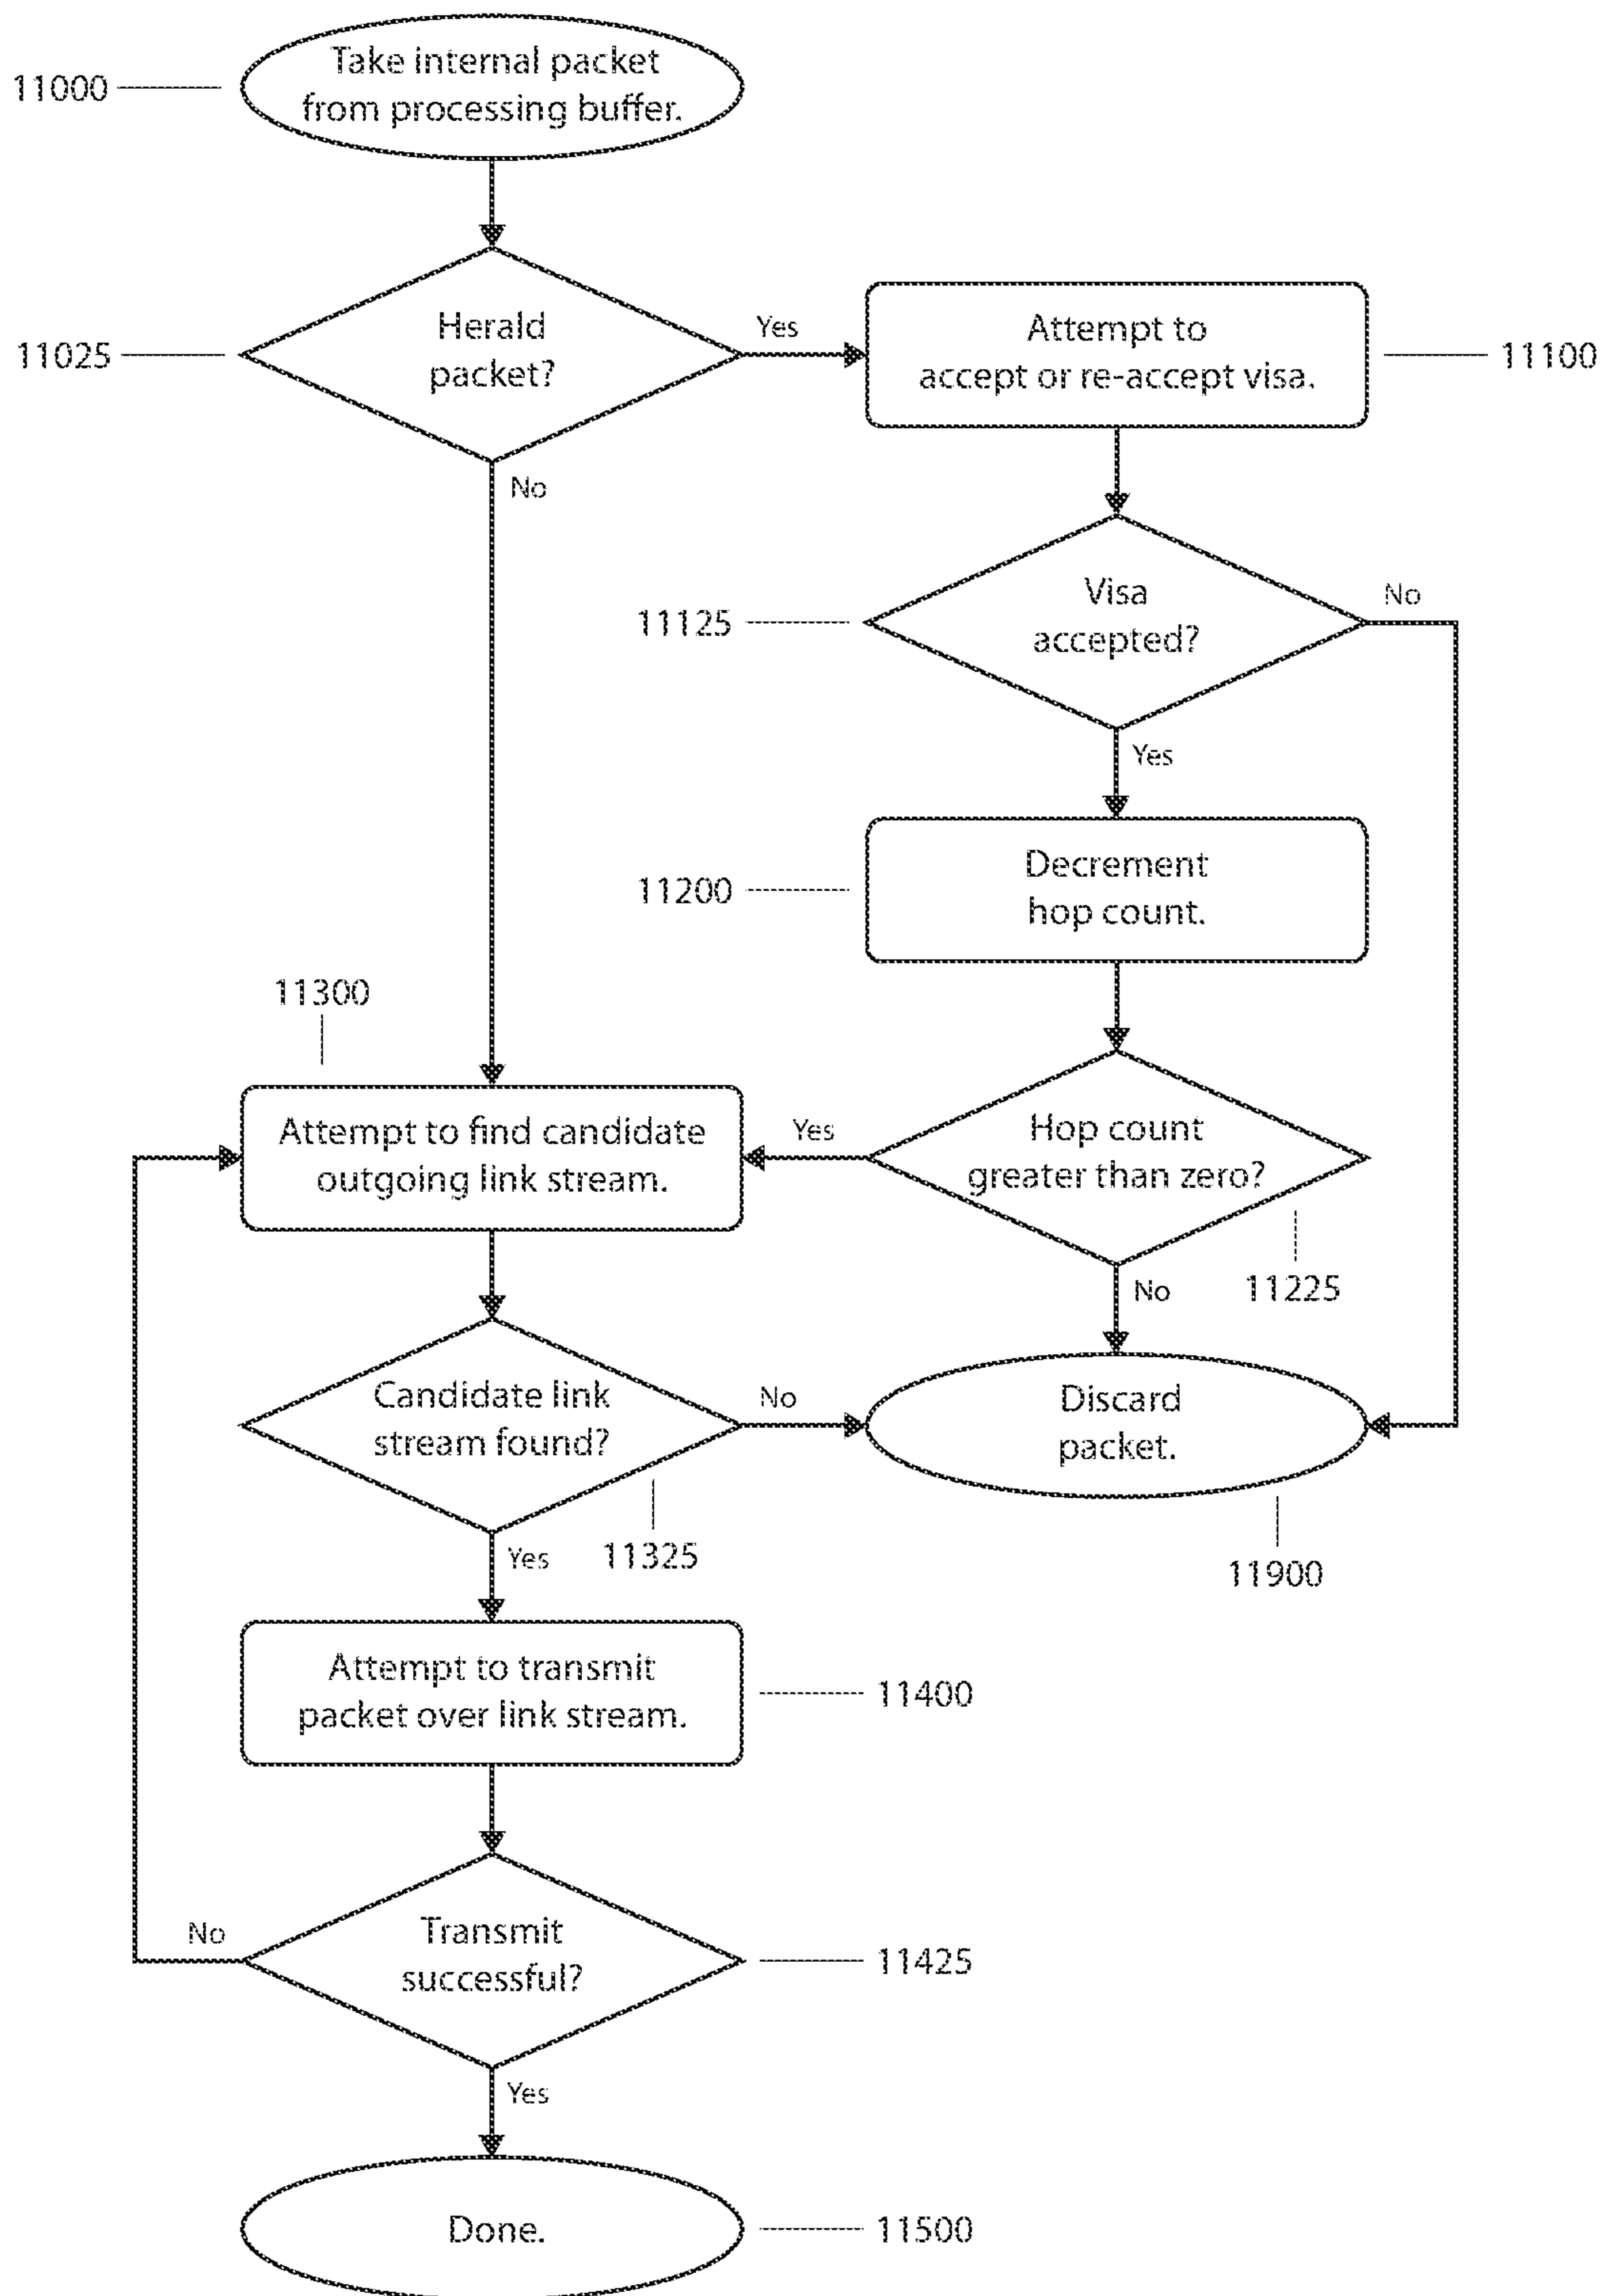 11000
Take internal packet
from processing buffer.
11025
Herald
packet?
Yes
Attempt to
accept or re-accept visa.
11100
No
11125
Visa
accepted?
No
Yes
11200
Decrement
hop count.
11300
Attempt to find candidate
outgoing link stream.
Yes
Hop count
greater than zero?
11225
No
Candidate link
stream found?
No
Discard
packet.
Yes
11325
11900
Attempt to transmit
packet over link stream.
11400
No
Transmit
successful?
11425
Yes
Done.
11500